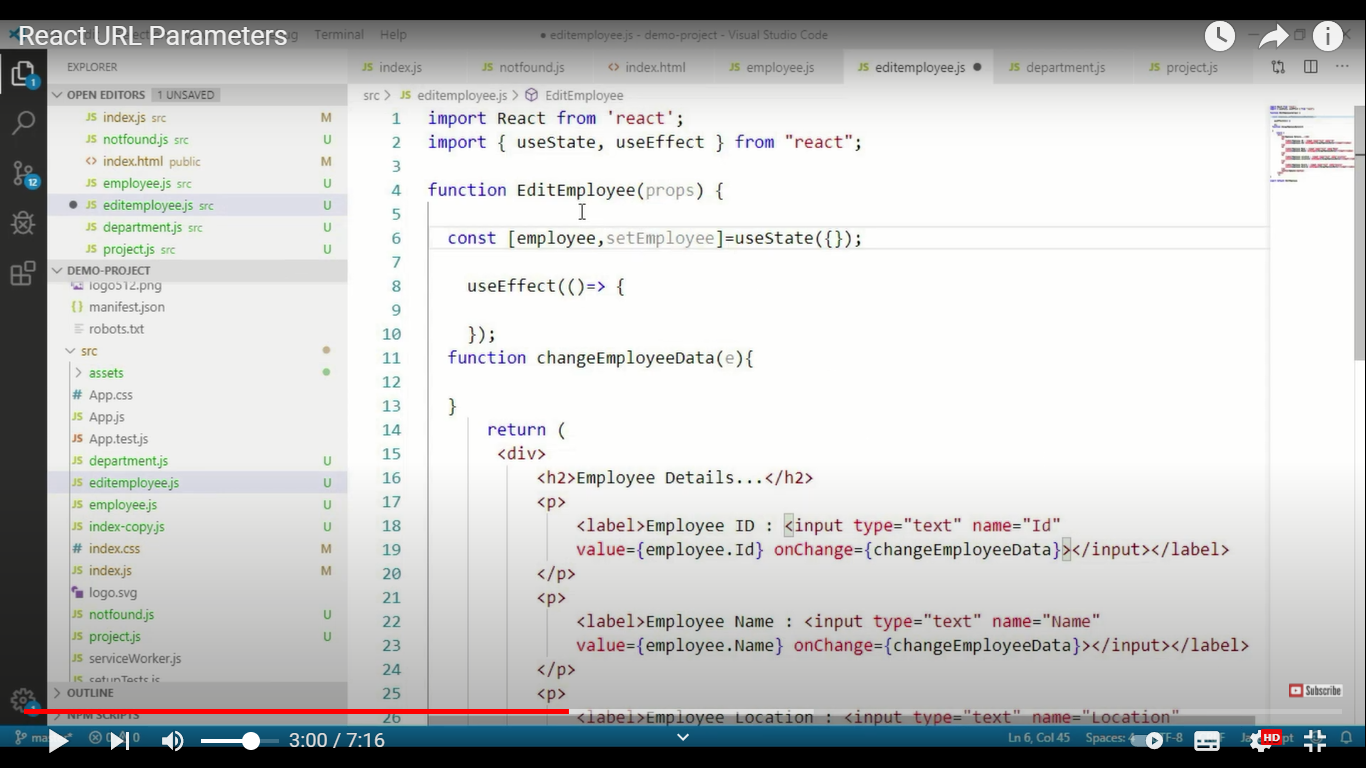 React URL Parameters
Terminal Help
● editemployee.js - demo-project - Visual Studio Code
EXPLORER
JS index.js
JS notfound.js
<> index.html
JS employee.js
JS editemployee.js ●
JS department.js
JS project.js
src > JS editemployee.js > EditEmployee
OPEN EDITORS 1 UNSAVED
JS index.js src M
JS notfound.js src U
<> index.html public M
JS employee.js src U
● JS editemployee.js src U
JS department.js src U
JS project.js src U
DEMO-PROJECT
logo512.png
{} manifest.json
robots.txt
src
assets
# App.css
JS App.js
JS App.test.js
JS department.js U
JS editemployee.js U
JS employee.js U
JS index-copy.js U
# index.css M
JS index.js M
logo.svg
JS notfound.js U
JS project.js U
JS serviceWorker.js
JS setupTests.js
OUTLINE
NPM SCRIPTS
1
12
1
1 import React from 'react';
2 import { useState, useEffect } from "react";
3
4 function EditEmployee(props) {
5
6 const [employee,setEmployee]=useState({});
7
8 useEffect(()=> {
9
10 });
11 function changeEmployeeData(e){
12
13 }
14 return (
15 <div>
16 <h2>Employee Details...</h2>
17 <p>
18 <label>Employee ID : <input type="text" name="Id"
19 value={employee.Id} onChange={changeEmployeeData}></input></label>
20 </p>
21 <p>
22 <label>Employee Name : <input type="text" name="Name"
23 value={employee.Name} onChange={changeEmployeeData}></input></label>
24 </p>
25 <p>
26 <label>Employee Location : <input type="text" name="Location"
Subscribe
Ln 6, Col 45 Spaces: 4
3:00 / 7:16
HD